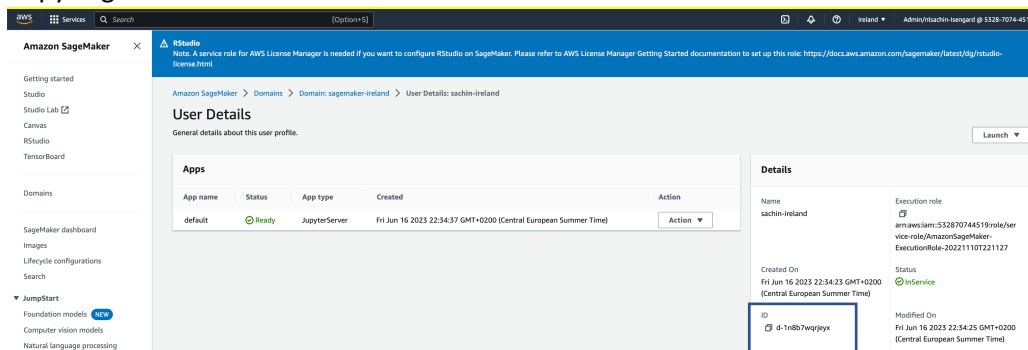 aws Services Search [Option+S] Ireland ▼ Admin/nlsachin-Isengard @ 5328-7074-451
Amazon SageMaker ×
Getting started
Studio
Studio Lab
Canvas
RStudio
TensorBoard
Domains
SageMaker dashboard
Images
Lifecycle configurations
Search
▼ JumpStart
Foundation models NEW
Computer vision models
Natural language processing
RStudio
Note. A service role for AWS License Manager is needed if you want to configure RStudio on SageMaker. Please refer to AWS License Manager Getting Started documentation to set up this role: https://docs.aws.amazon.com/sagemaker/latest/dg/rstudio-
license.html
Amazon SageMaker > Domains > Domain: sagemaker-ireland > User Details: sachin-ireland
User Details
General details about this user profile.
Launch ▼
Apps
App name Status App type Created Action
default Ready JupyterServer Fri Jun 16 2023 22:34:37 GMT+0200 (Central European Summer Time) Action ▼
Details
Name
sachin-ireland
Execution role
arn:aws:iam::532870744519:role/ser
vice-role/AmazonSageMaker-
ExecutionRole-20221110T221127
Created On
Fri Jun 16 2023 22:34:23 GMT+0200
(Central European Summer Time)
Status
InService
ID
d-1n8b7wqrjeyx
Modified On
Fri Jun 16 2023 22:34:25 GMT+0200
(Central European Summer Time)